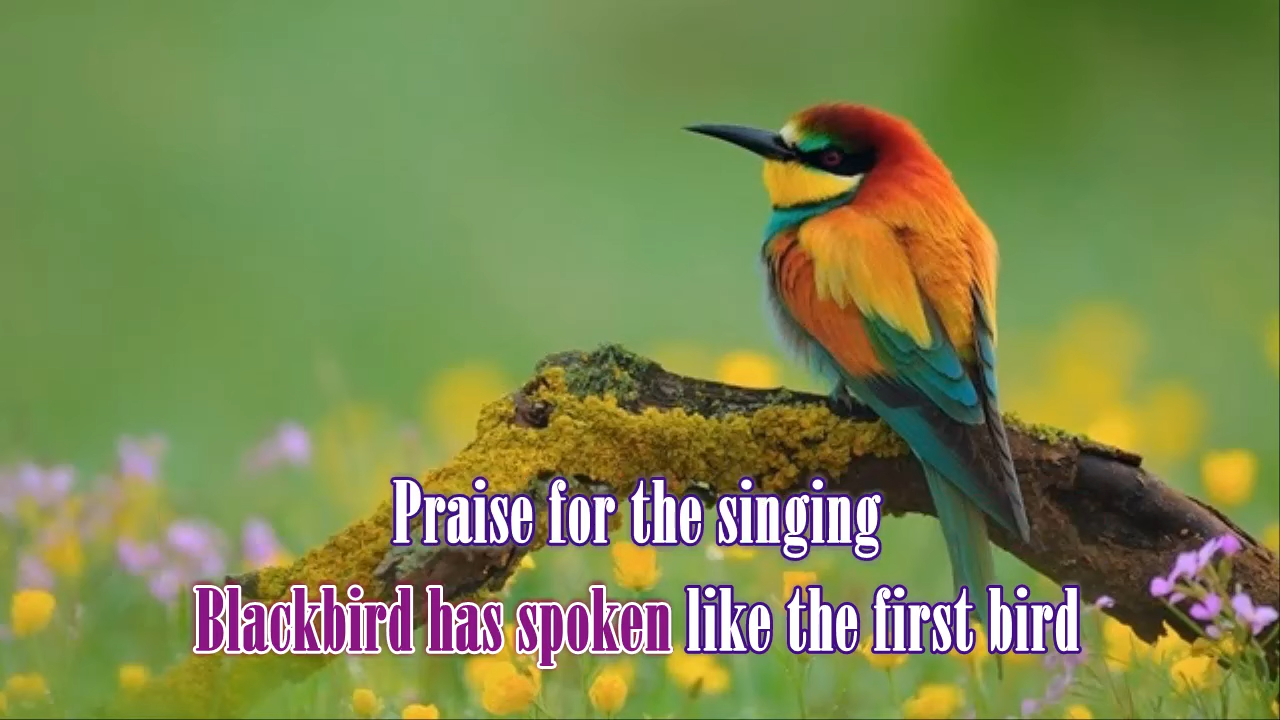 Praise for the singing
Blackbird has spoken like the first bird